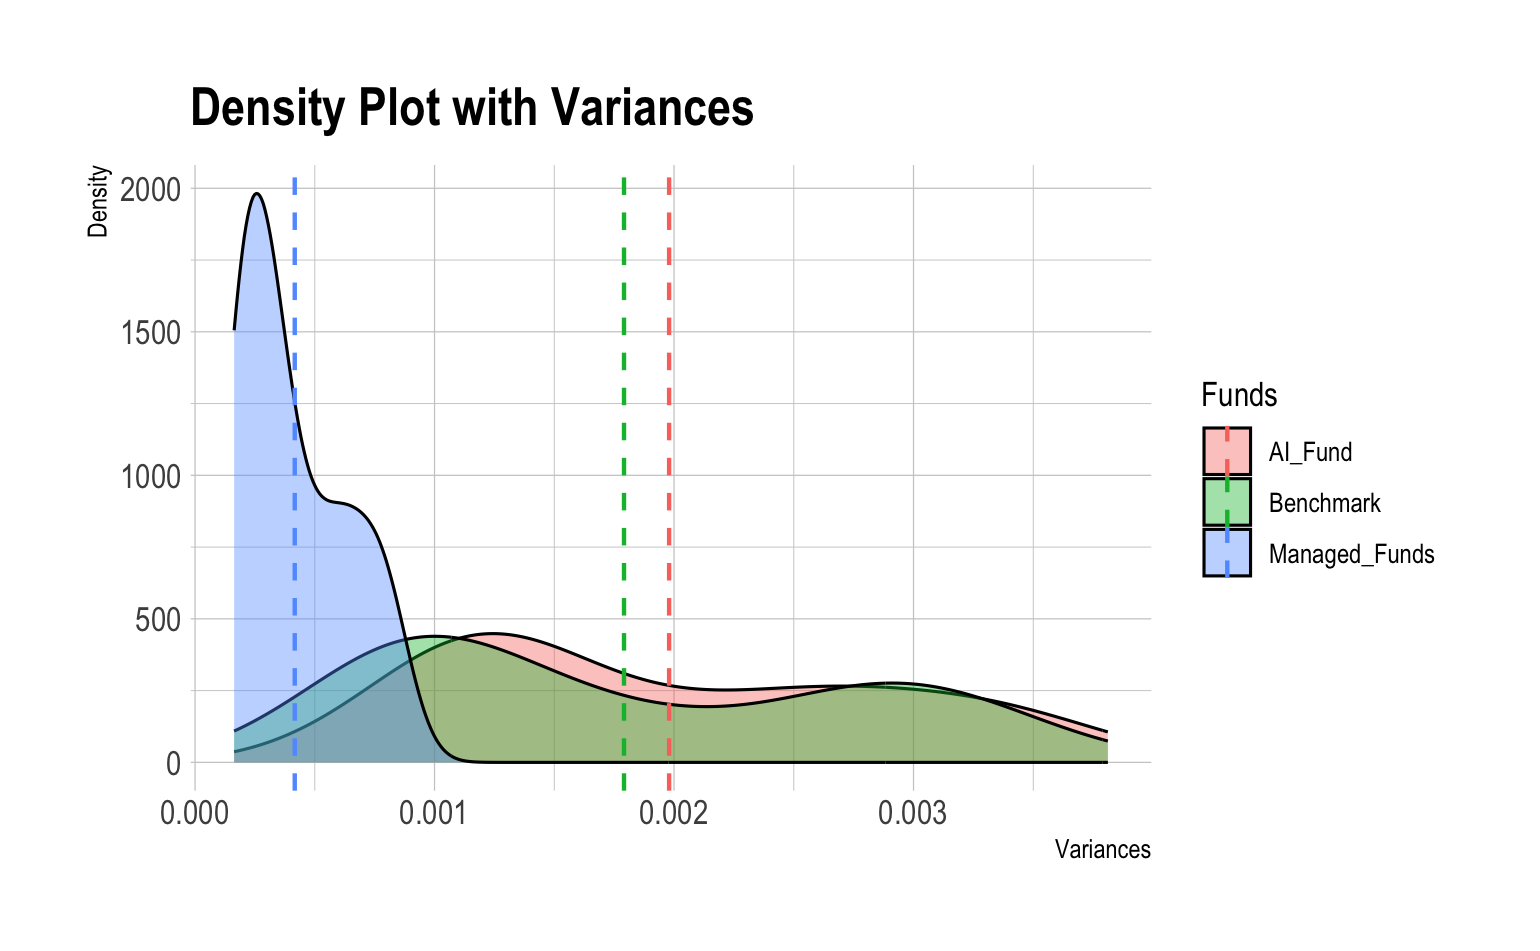 Density Plot with Variances
Density
2000
1500
1000
500
0
0.000 0.001 0.002 0.003
Variances
Funds
AI_Fund
Benchmark
Managed_Funds